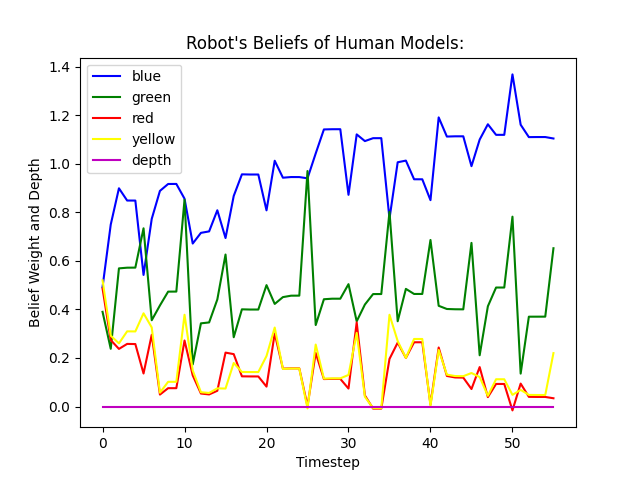 Robot's Beliefs of Human Models:
blue
green
red
yellow
depth
Belief Weight and Depth
1.4
1.2
1.0
0.8
0.6
0.4
0.2
0.0
0 10 20 30 40 50
Timestep